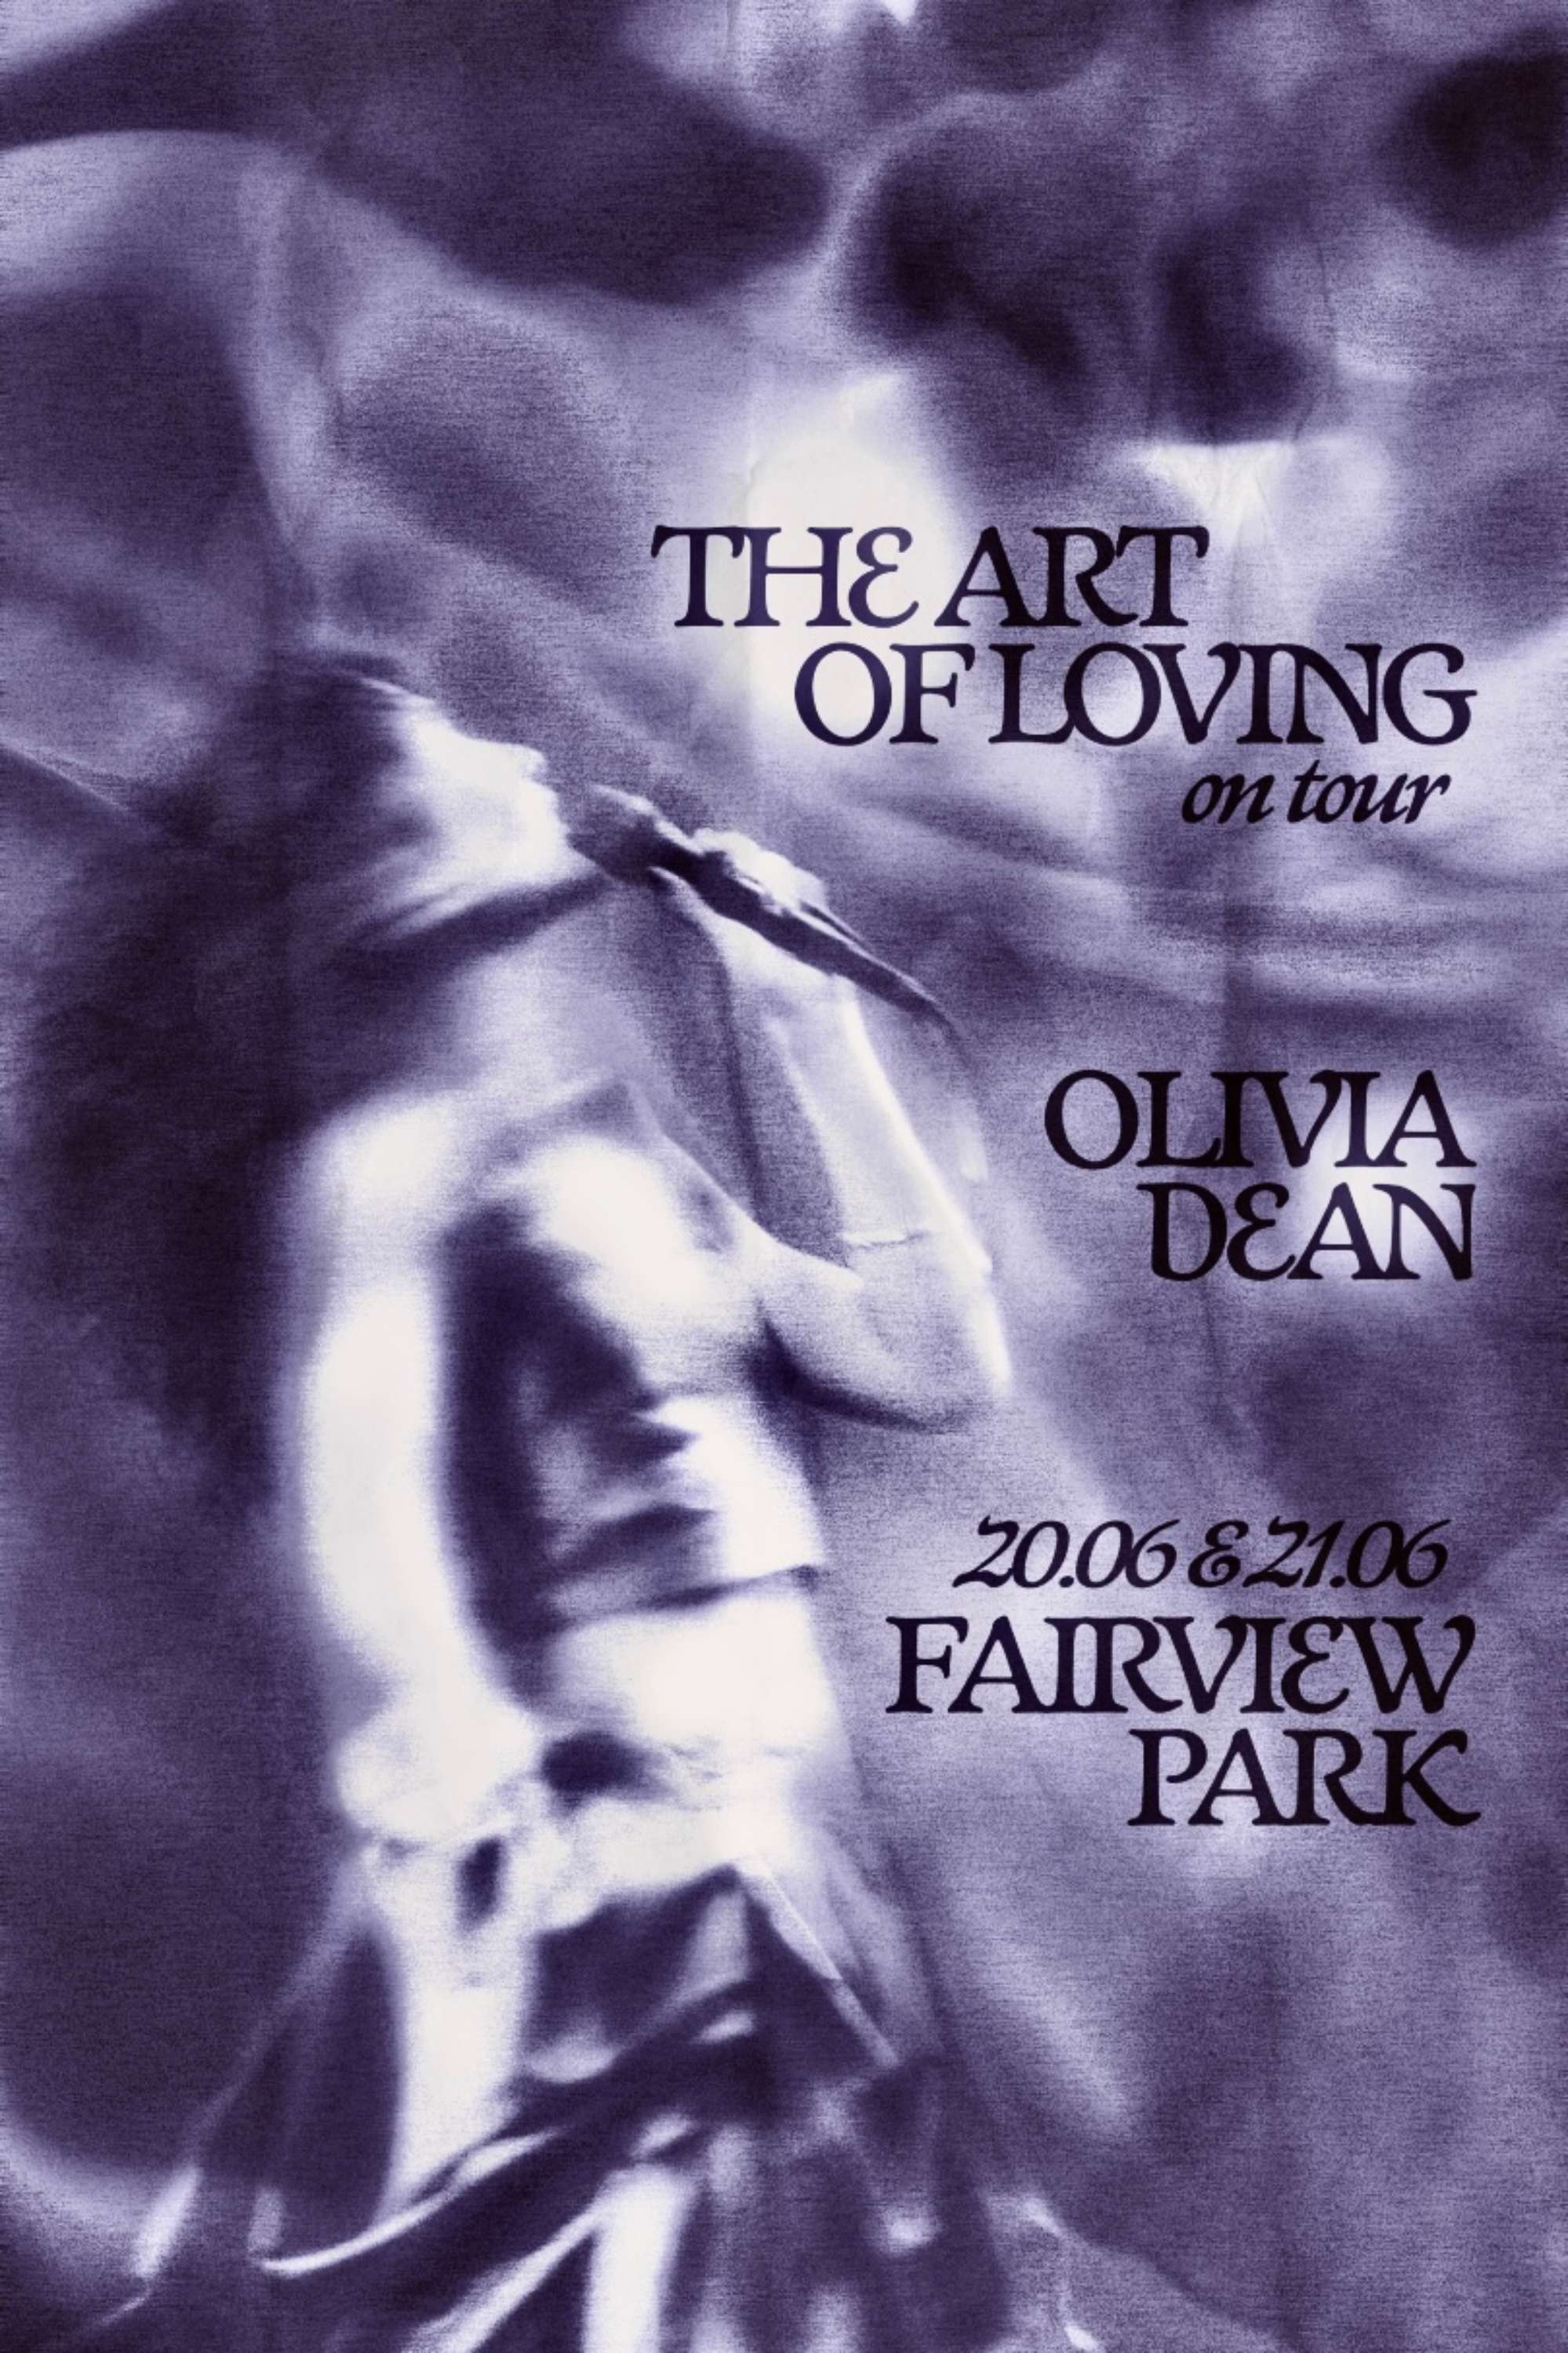 THE ART
OF LOVING
on tour
OLIVIA
DEAN
20.06 & 21.06
FAIRVIEW
PARK